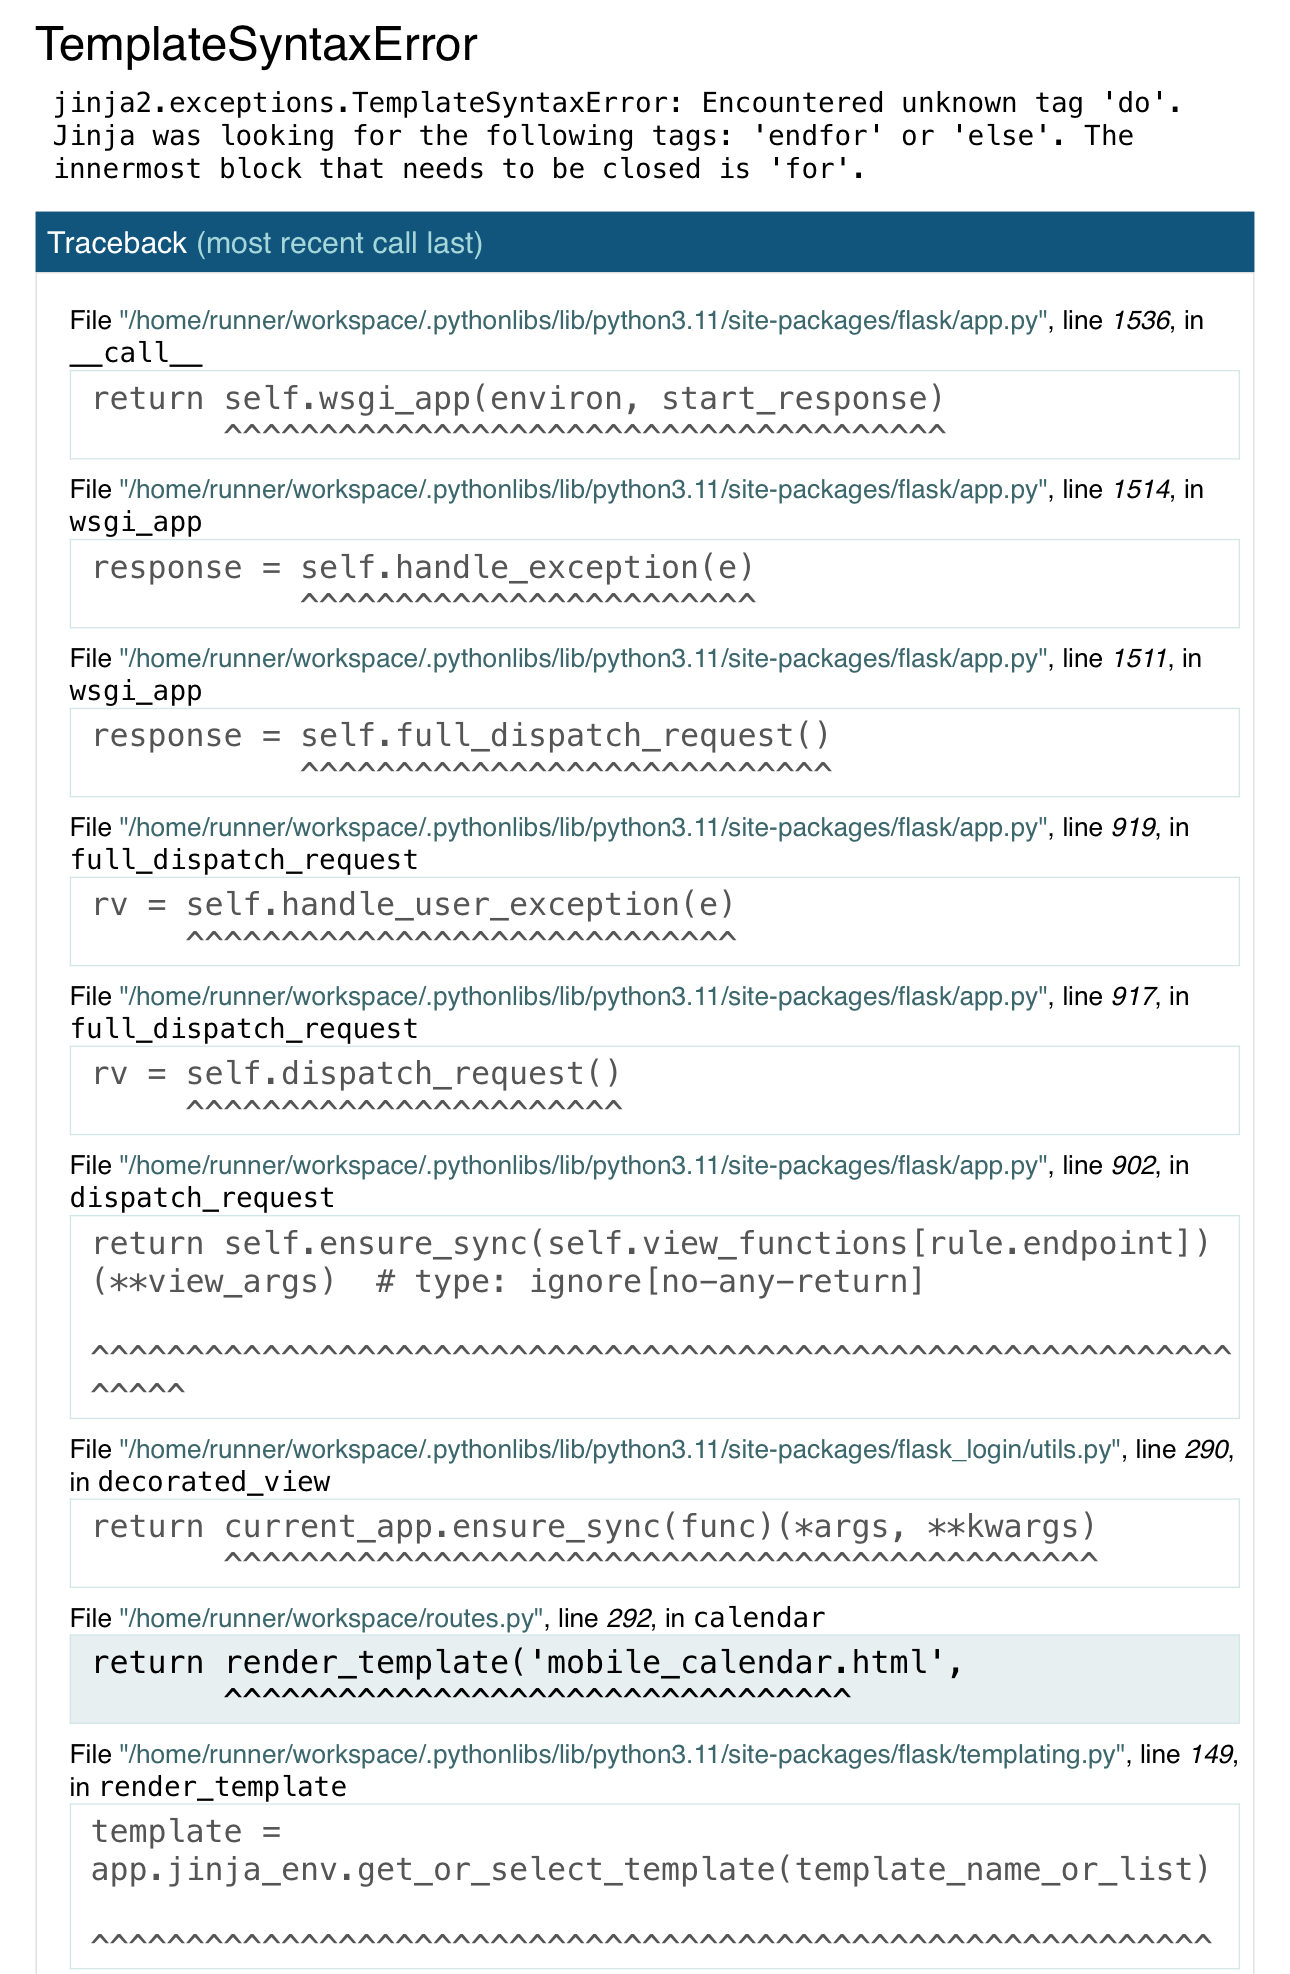 TemplateSyntaxError
jinja2.exceptions.TemplateSyntaxError: Encountered unknown tag 'do'.
Jinja was looking for the following tags: 'endfor' or 'else'. The
innermost block that needs to be closed is 'for'.
Traceback (most recent call last)
File "/home/runner/workspace/.pythonlibs/lib/python3.11/site-packages/flask/app.py", line 1536, in
__call__
return self.wsgi_app(environ, start_response)
^^^^^^^^^^^^^^^^^^^^^^^^^^^^^^^^^^^^^^
File "/home/runner/workspace/.pythonlibs/lib/python3.11/site-packages/flask/app.py", line 1514, in
wsgi_app
response = self.handle_exception(e)
^^^^^^^^^^^^^^^^^^^^^^^^
File "/home/runner/workspace/.pythonlibs/lib/python3.11/site-packages/flask/app.py", line 1511, in
wsgi_app
response = self.full_dispatch_request()
^^^^^^^^^^^^^^^^^^^^^^^^^^^^
File "/home/runner/workspace/.pythonlibs/lib/python3.11/site-packages/flask/app.py", line 919, in
full_dispatch_request
rv = self.handle_user_exception(e)
^^^^^^^^^^^^^^^^^^^^^^^^^^^^^
File "/home/runner/workspace/.pythonlibs/lib/python3.11/site-packages/flask/app.py", line 917, in
full_dispatch_request
rv = self.dispatch_request()
^^^^^^^^^^^^^^^^^^^^^^^
File "/home/runner/workspace/.pythonlibs/lib/python3.11/site-packages/flask/app.py", line 902, in
dispatch_request
return self.ensure_sync(self.view_functions[rule.endpoint])
(**view_args)  # type: ignore[no-any-return]
^^^^^^^^^^^^^^^^^^^^^^^^^^^^^^^^^^^^^^^^^^^^^^^^^^^^^^^^^^^^
^^^^^
File "/home/runner/workspace/.pythonlibs/lib/python3.11/site-packages/flask_login/utils.py", line 290,
in decorated_view
return current_app.ensure_sync(func)(*args, **kwargs)
^^^^^^^^^^^^^^^^^^^^^^^^^^^^^^^^^^^^^^^^^^^^^^
File "/home/runner/workspace/routes.py", line 292, in calendar
return render_template('mobile_calendar.html',
^^^^^^^^^^^^^^^^^^^^^^^^^^^^^^^^^
File "/home/runner/workspace/.pythonlibs/lib/python3.11/site-packages/flask/templating.py", line 149,
in render_template
template =
app.jinja_env.get_or_select_template(template_name_or_list)
^^^^^^^^^^^^^^^^^^^^^^^^^^^^^^^^^^^^^^^^^^^^^^^^^^^^^^^^^^^